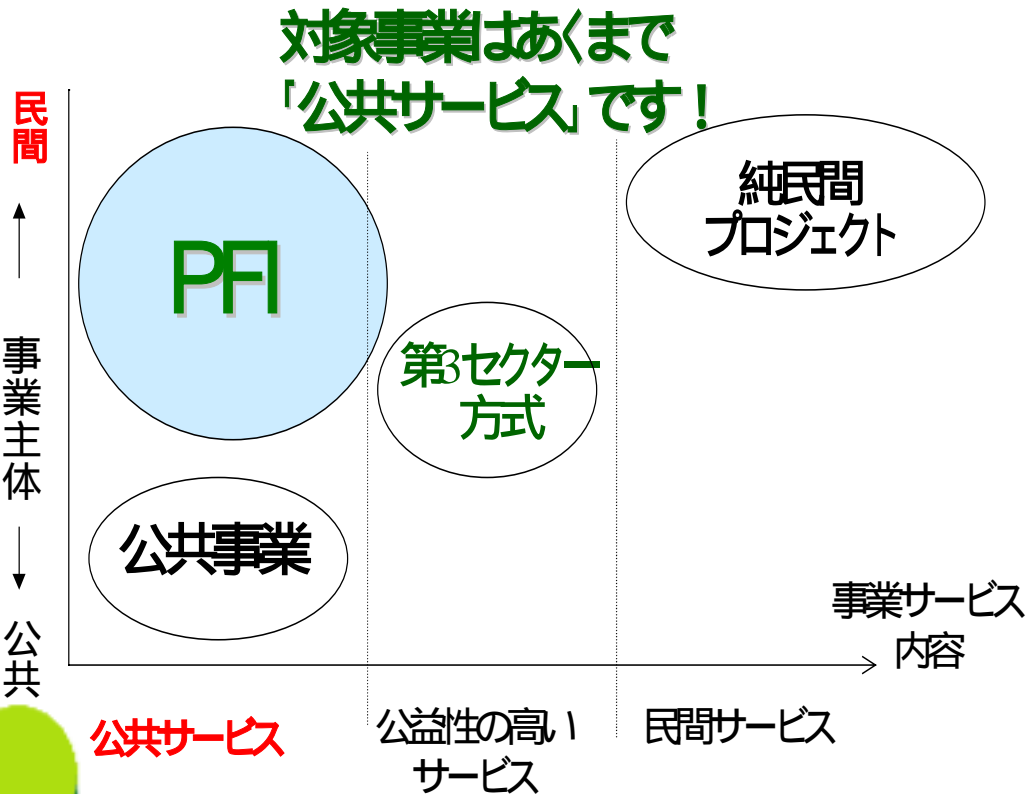 対象事業はあくまで
「公共サービス」です！
民間
純民間
プロジェクト
PFI
事業主体
第3セクター
方式
公共事業
事業サービス
内容
公共
公共サービス
公益性の高い
サービス
民間サービス